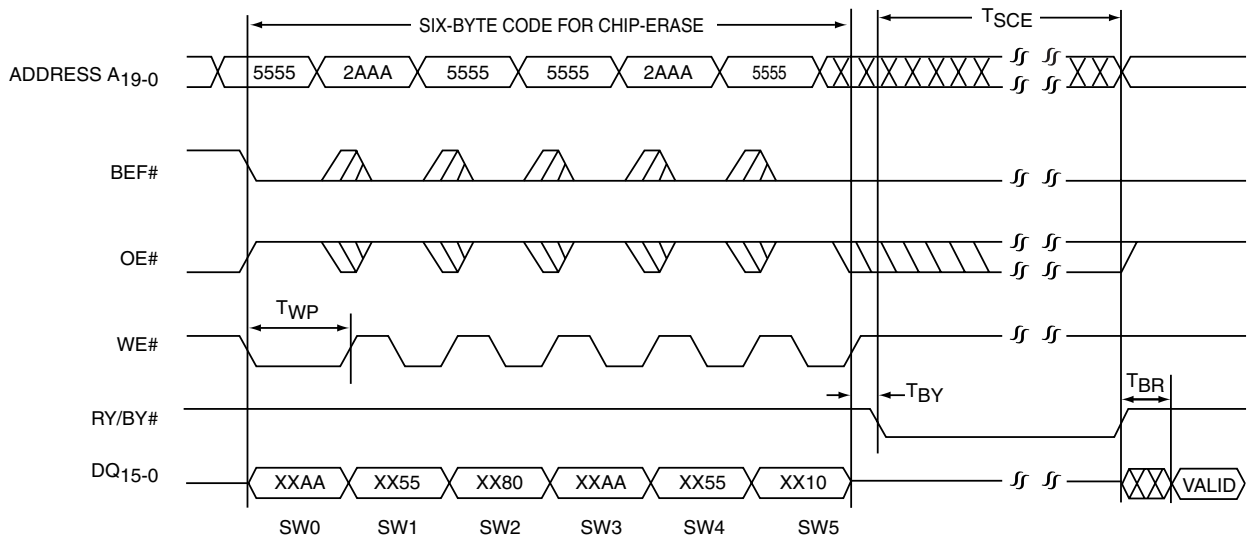 SIX-BYTE CODE FOR CHIP-ERASE
TSCE
ADDRESS A19-0
5555 2AAA 5555 5555 2AAA 5555
BEF#
OE#
TWP
WE#
TBR
TBY
RY/BY#
DQ15-0
XXAA XX55 XX80 XXAA XX55 XX10 VALID
SW0 SW1 SW2 SW3 SW4 SW5